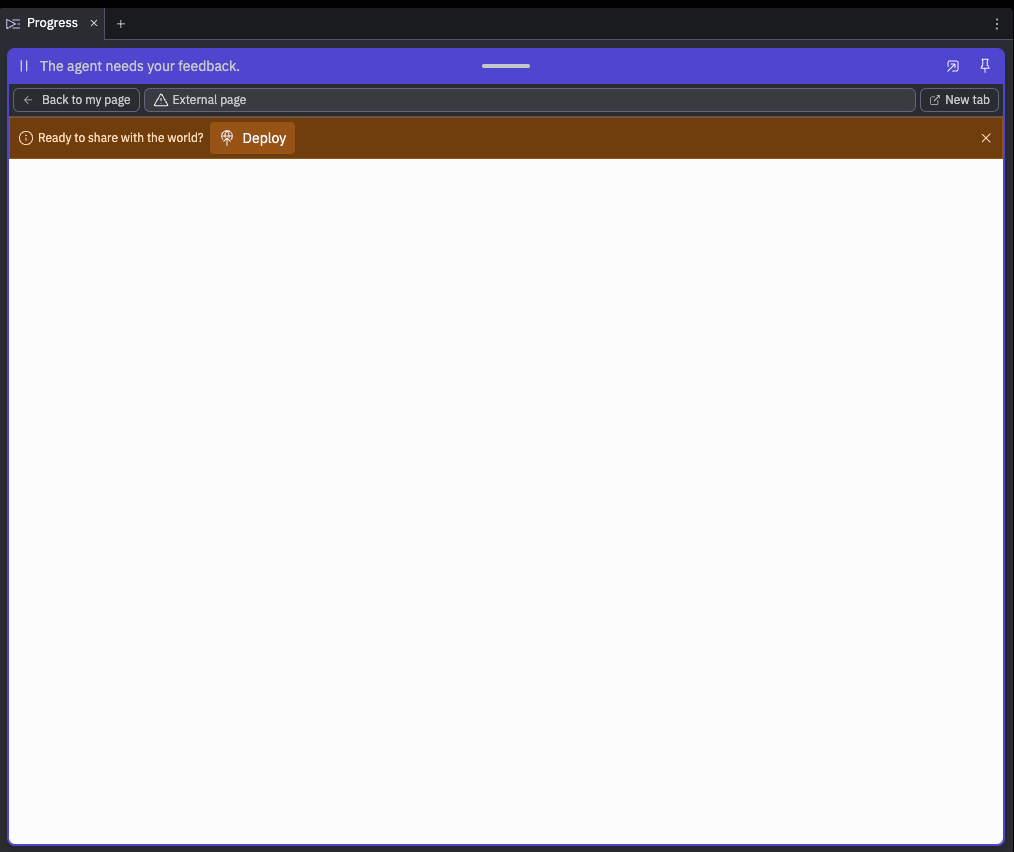 Progress
The agent needs your feedback.
Back to my page
External page
New tab
Ready to share with the world?
Deploy